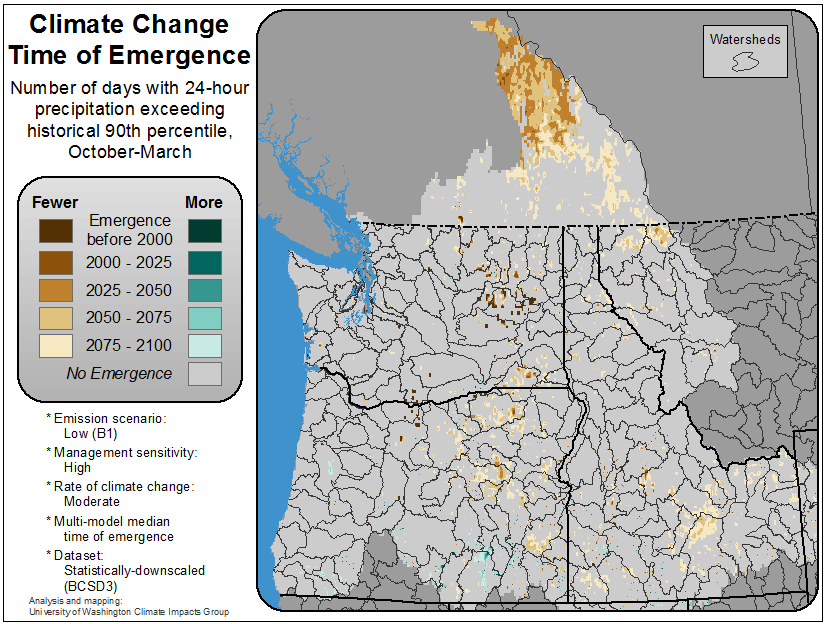 Climate Change
Time of Emergence
Number of days with 24-hour
precipitation exceeding
historical 90th percentile,
October-March
Fewer
More
Emergence
before 2000
2000 - 2025
2025 - 2050
2050 - 2075
2075 - 2100
No Emergence
* Emission scenario:
Low (B1)
* Management sensitivity:
High
* Rate of climate change:
Moderate
* Multi-model median
time of emergence
* Dataset:
Statistically-downscaled
(BCSD3)
Analysis and mapping:
University of Washington Climate Impacts Group
Watersheds